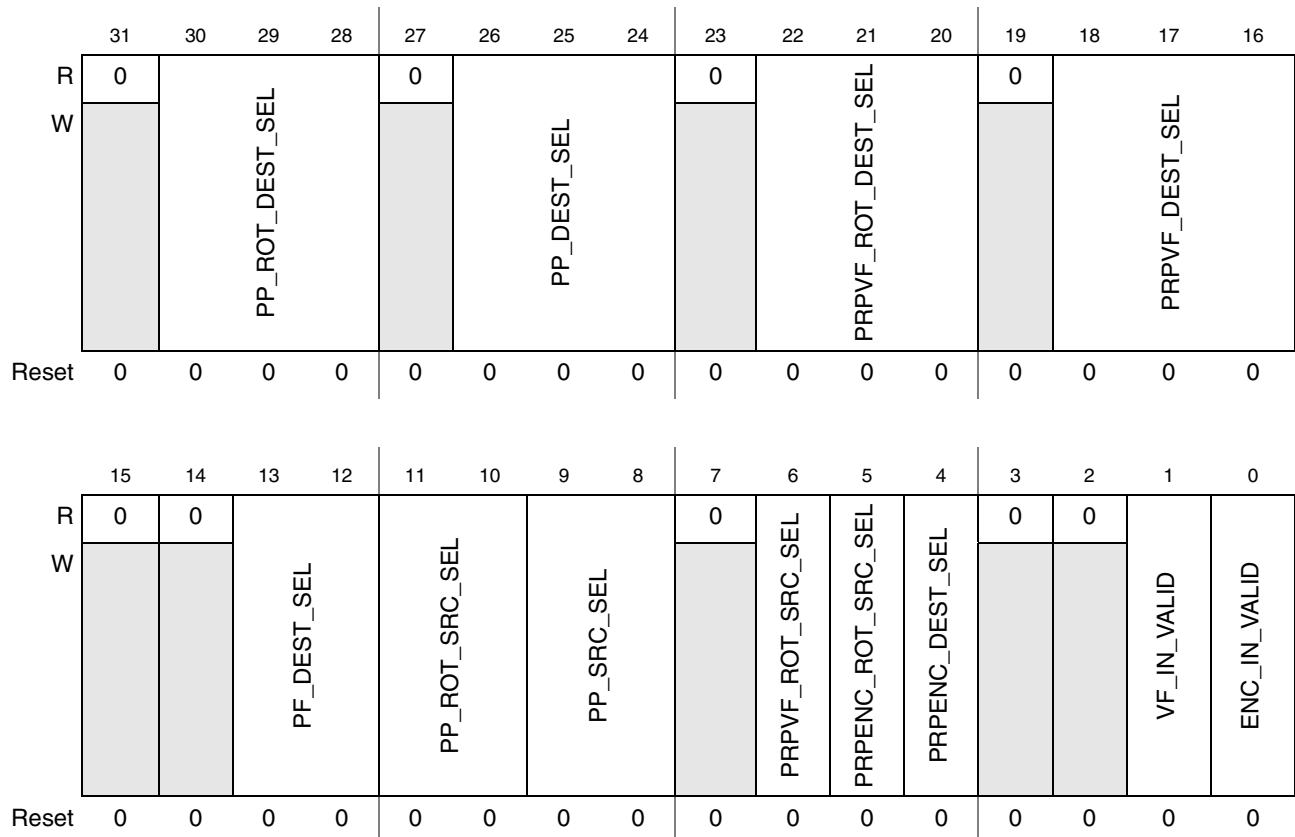 31 30 29 28 27 26 25 24 23 22 21 20 19 18 17 16
R 0 PP_ROT_DEST_SEL 0 PP_DEST_SEL 0 PRPVF_ROT_DEST_SEL 0 PRPVF_DEST_SEL
W
Reset 0 0 0 0 0 0 0 0 0 0 0 0 0 0 0 0
15 14 13 12 11 10 9 8 7 6 5 4 3 2 1 0
R 0 0 PF_DEST_SEL PP_ROT_SRC_SEL PP_SRC_SEL 0 PRPVF_ROT_SRC_SEL PRPENC_ROT_SRC_SEL PRPENC_DEST_SEL 0 0 VF_IN_VALID ENC_IN_VALID
W
Reset 0 0 0 0 0 0 0 0 0 0 0 0 0 0 0 0